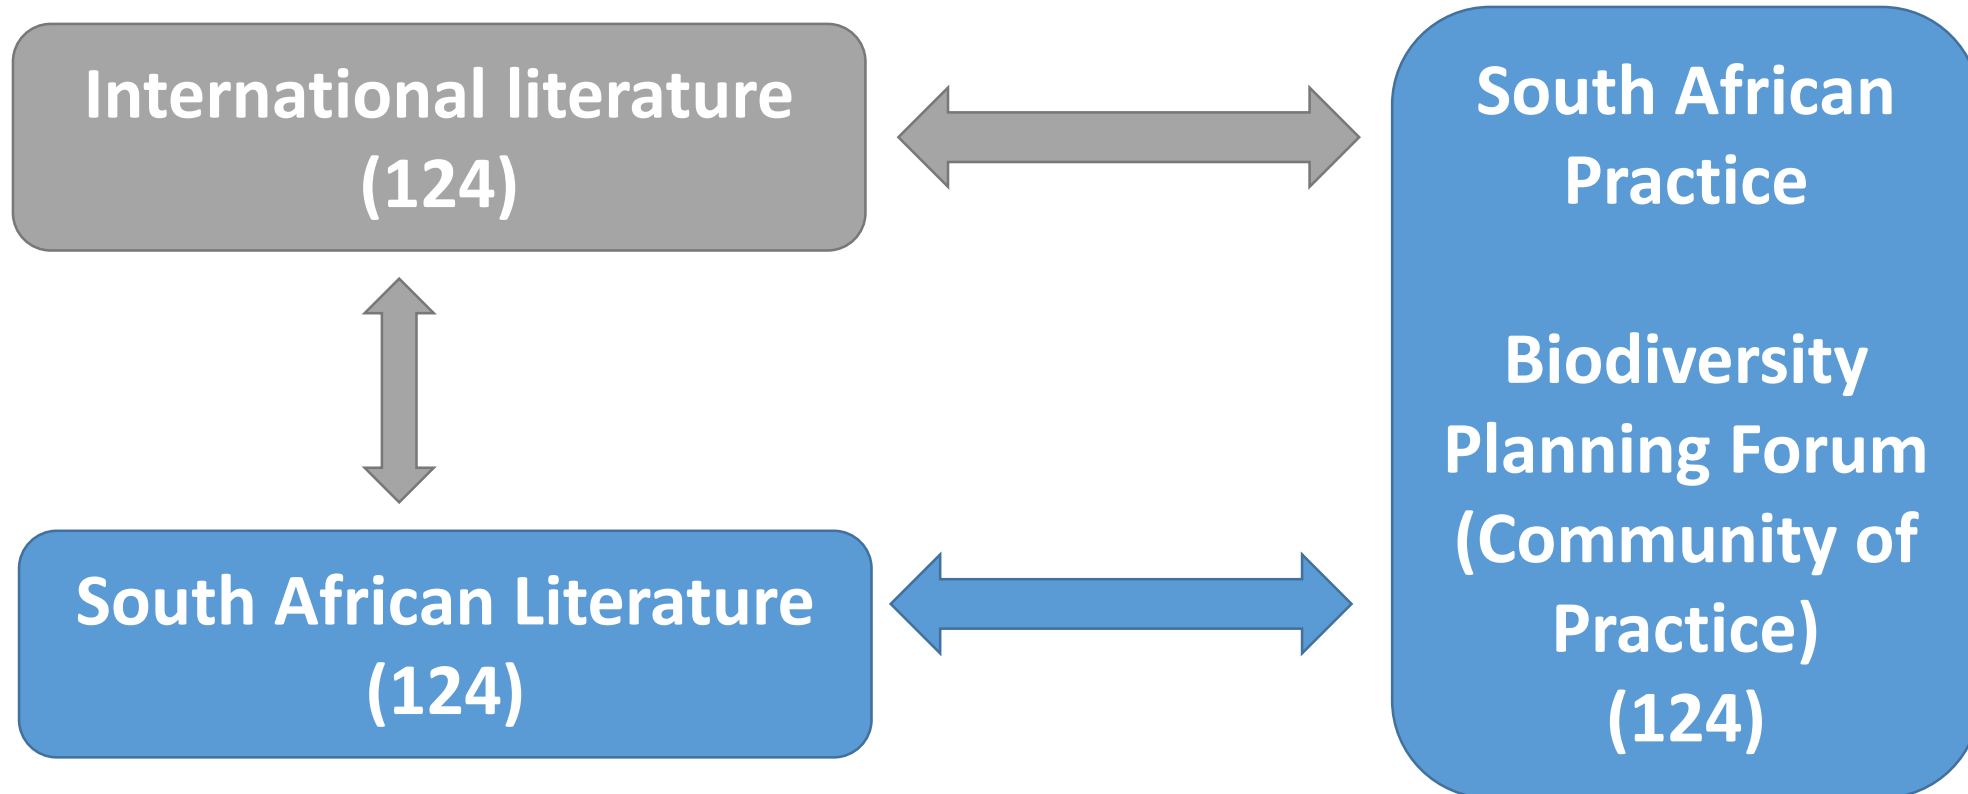 International literature
(124)
South African Literature
(124)
South African
Practice
Biodiversity
Planning Forum
(Community of
Practice)
(124)